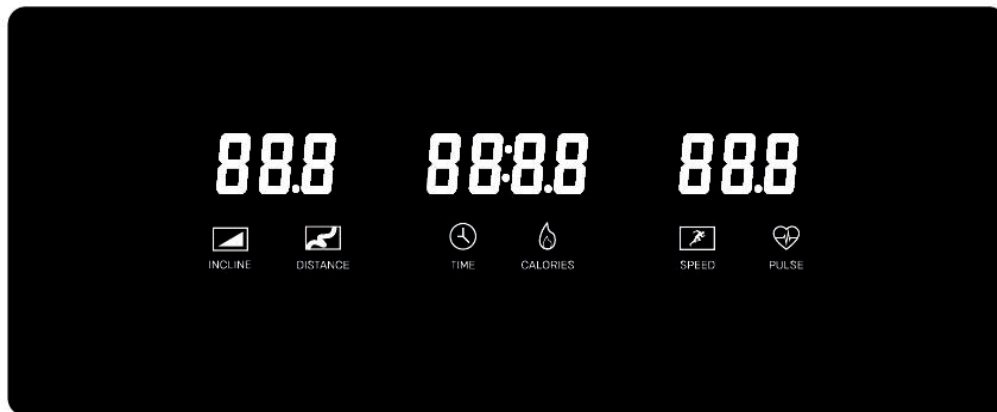 88.8 88:8.8 88.8
INCLINE DISTANCE TIME CALORIES SPEED PULSE